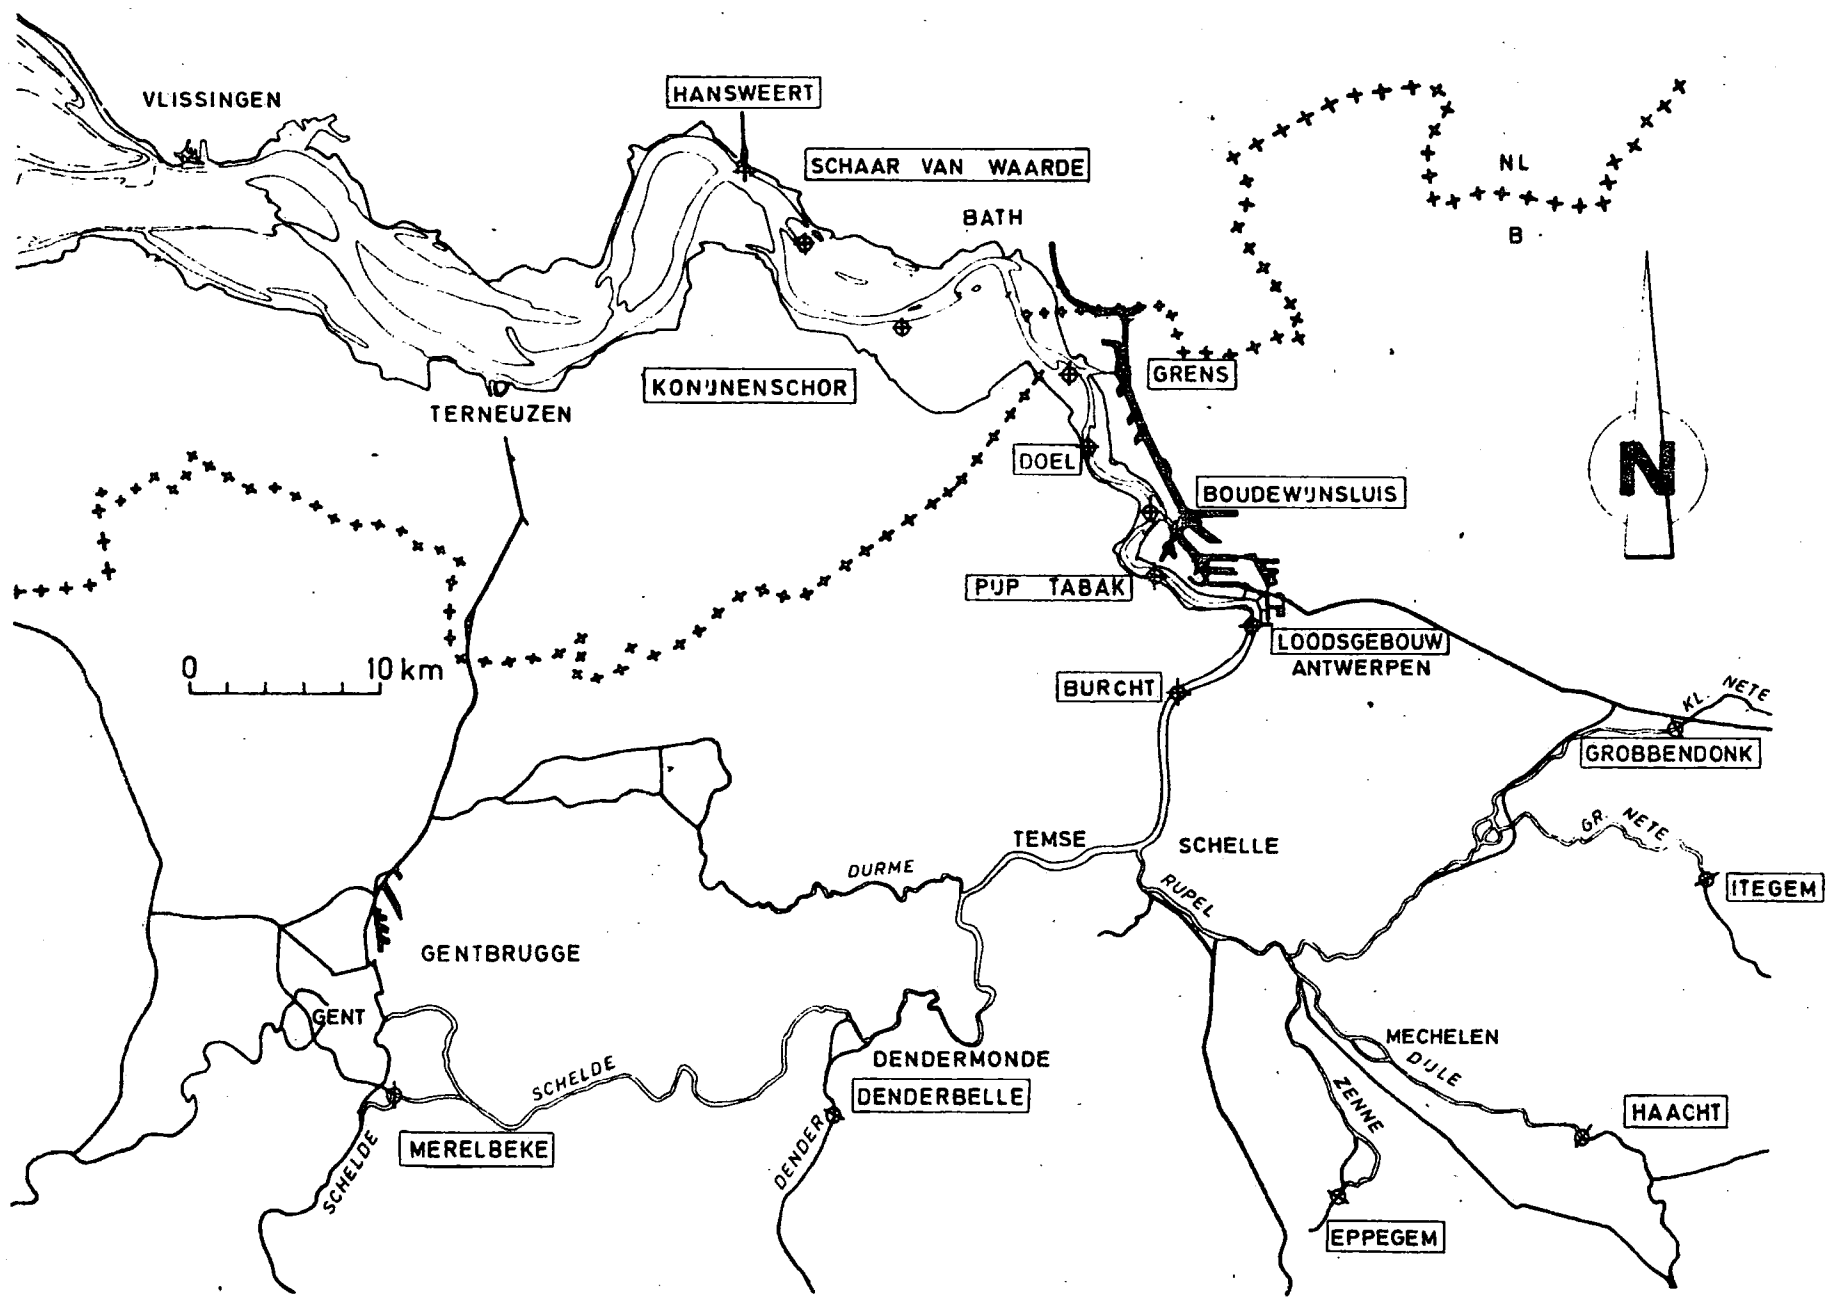 VLISSINGEN
HANSWEERT
SCHAAR VAN WAARDE
NL
BATH
B
GRENS
KONIJNENSCHOR
TERNEUZEN
DOEL
N
BOUDEWIJNSLUIS
PIJP TABAK
LOODSGEBOUW
ANTWERPEN
0 10 km
BURCHT
KL. NETE
GROBBENDONK
GR. NETE
TEMSE
SCHELLE
DURME
RUPEL
ITEGEM
GENTBRUGGE
GENT
MECHELEN
DENDERMONDE
DIJLE
SCHELDE
DENDERBELLE
ZENNE
HAACHT
MERELBEKE
DENDER
SCHELDE
EPPEGEM